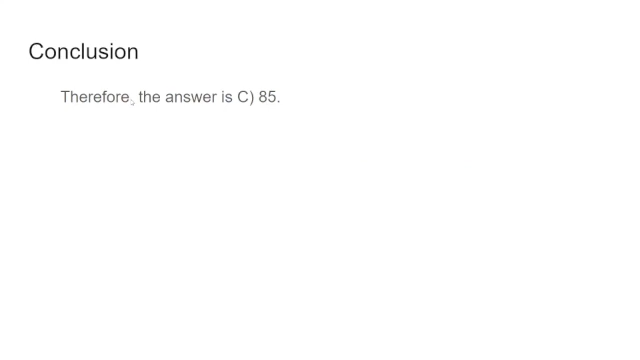 Conclusion
Therefore, the answer is C) 85.